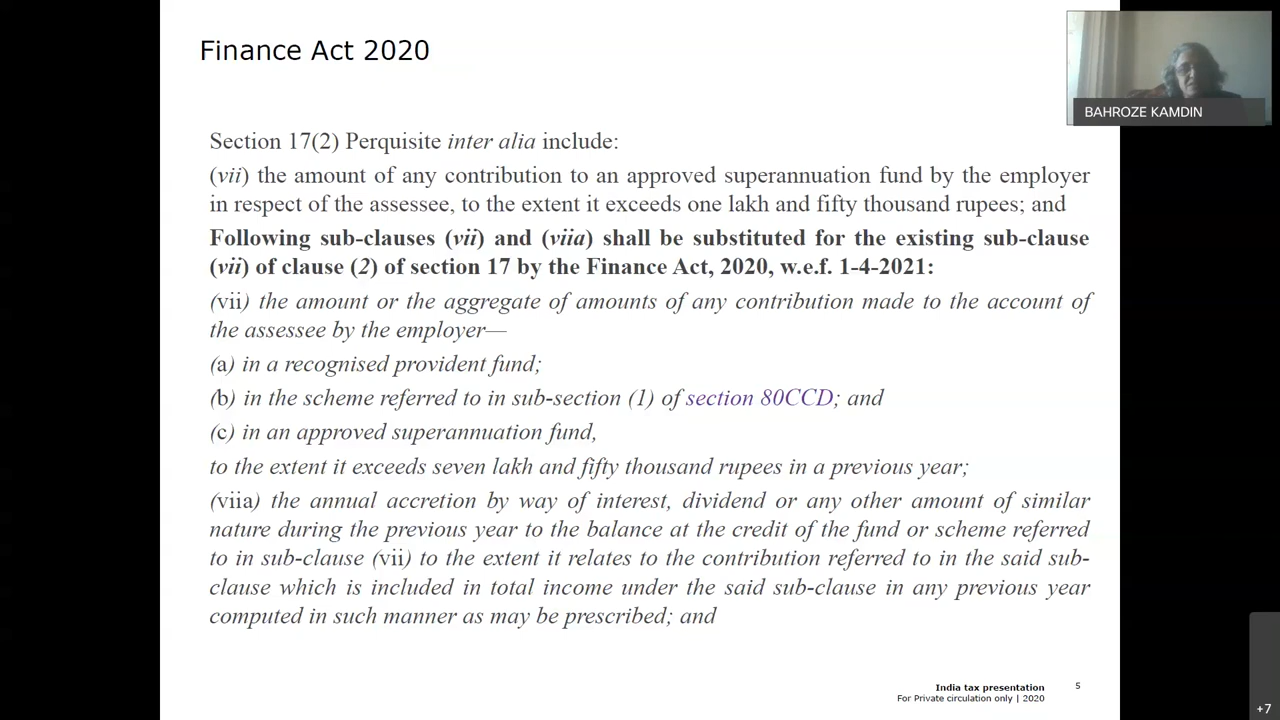 Finance Act 2020
BAHROZE KAMDIN
Section 17(2) Perquisite inter alia include:
(vii) the amount of any contribution to an approved superannuation fund by the employer
in respect of the assessee, to the extent it exceeds one lakh and fifty thousand rupees; and
Following sub-clauses (vii) and (viia) shall be substituted for the existing sub-clause
(vii) of clause (2) of section 17 by the Finance Act, 2020, w.e.f. 1-4-2021:
(vii) the amount or the aggregate of amounts of any contribution made to the account of
the assessee by the employer—
(a) in a recognised provident fund;
(b) in the scheme referred to in sub-section (1) of section 80CCD; and
(c) in an approved superannuation fund,
to the extent it exceeds seven lakh and fifty thousand rupees in a previous year;
(viia) the annual accretion by way of interest, dividend or any other amount of similar
nature during the previous year to the balance at the credit of the fund or scheme referred
to in sub-clause (vii) to the extent it relates to the contribution referred to in the said sub-
clause which is included in total income under the said sub-clause in any previous year
computed in such manner as may be prescribed; and
India tax presentation
For Private circulation only | 2020
5
+7